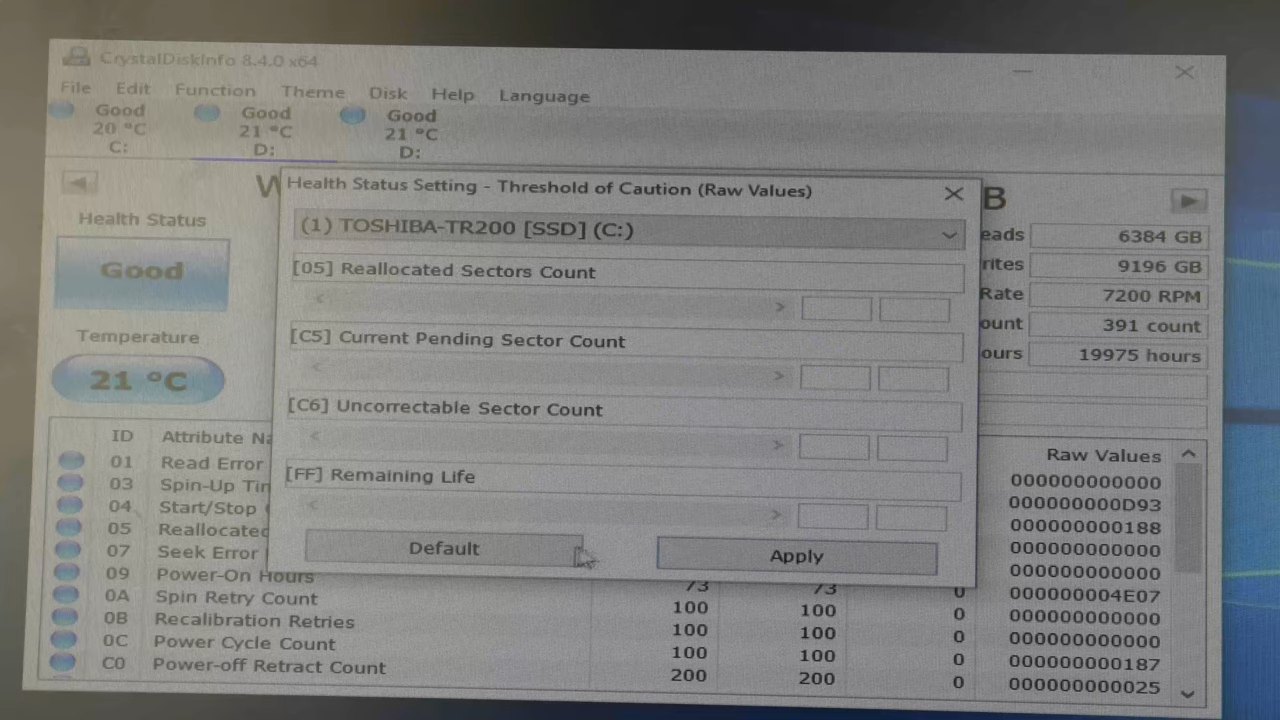 CrystalDiskInfo 8.4.0 x64
File Edit Function Theme Disk Help Language
Good Good Good
20 °C 21 °C 21 °C
C: D: D:
Health Status Setting - Threshold of Caution (Raw Values)
W B
(1) TOSHIBA-TR200 [SSD] (C:)
Health Status
Good
eads 6384 GB
rites 9196 GB
Rate 7200 RPM
ount 391 count
ours 19975 hours
[05] Reallocated Sectors Count
[C5] Current Pending Sector Count
[C6] Uncorrectable Sector Count
[FF] Remaining Life
Default Apply
Temperature
21 °C
ID Attribute Na Raw Values
01 Read Error 000000000000
03 Spin-Up Tim 000000000D93
04 Start/Stop 000000000188
05 Reallocated 000000000000
07 Seek Error 000000000000
09 Power-On Hours 73 73 0 000000004E07
0A Spin Retry Count 100 100 0 000000000000
0B Recalibration Retries 100 100 0 000000000000
0C Power Cycle Count 100 100 0 000000000187
C0 Power-off Retract Count 200 200 0 000000000025